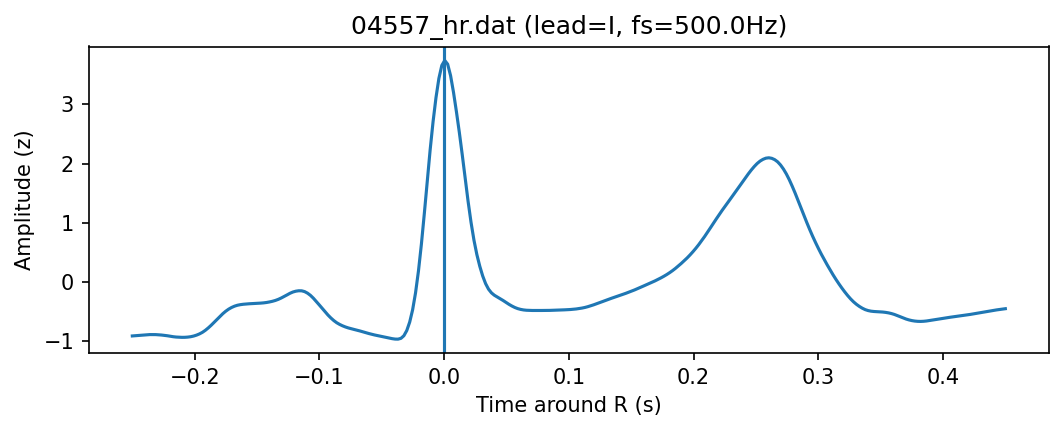 04557_hr.dat (lead=I, fs=500.0Hz)
Amplitude (z)
3
2
1
0
−1
−0.2 −0.1 0.0 0.1 0.2 0.3 0.4
Time around R (s)